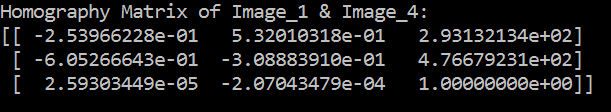 Homography Matrix of Image_1 & Image_4:
[[ -2.53966228e-01 5.32010318e-01 2.93132134e+02]
[ -6.05266643e-01 -3.08883910e-01 4.76679231e+02]
[ 2.59303449e-05 -2.07043479e-04 1.00000000e+00]]